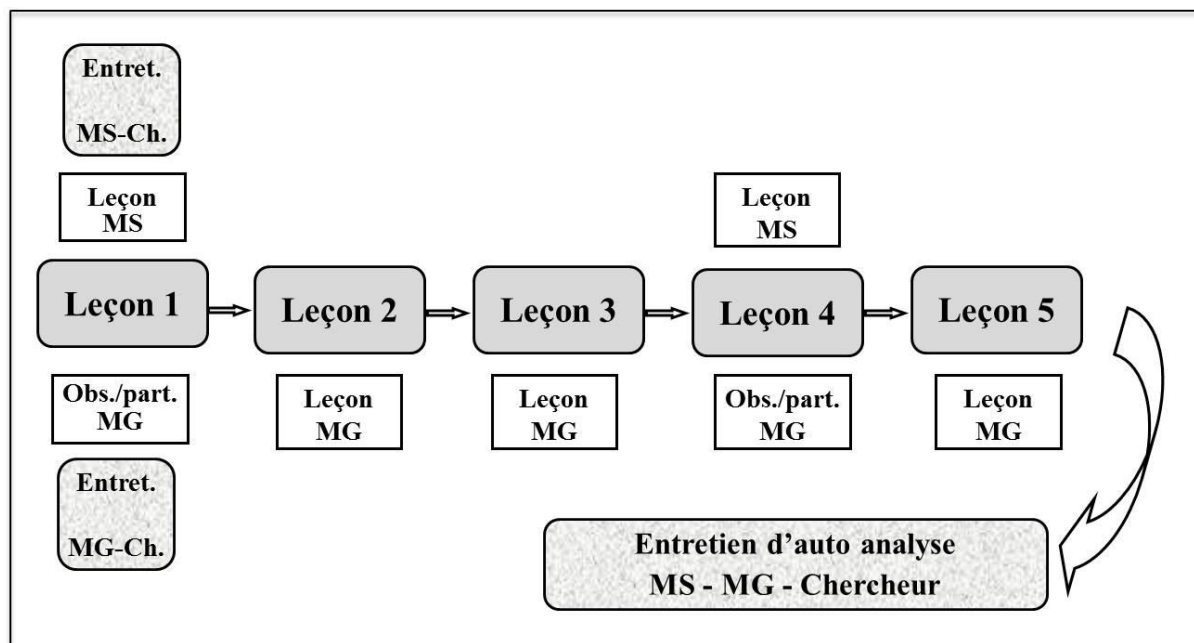 Entret.
MS-Ch.
Leçon
MS
Leçon
MS
Leçon 1
Leçon 2
Leçon 3
Leçon 4
Leçon 5
Obs./part.
MG
Leçon
MG
Leçon
MG
Obs./part.
MG
Leçon
MG
Entret.
MG-Ch.
Entretien d’auto analyse
MS - MG - Chercheur